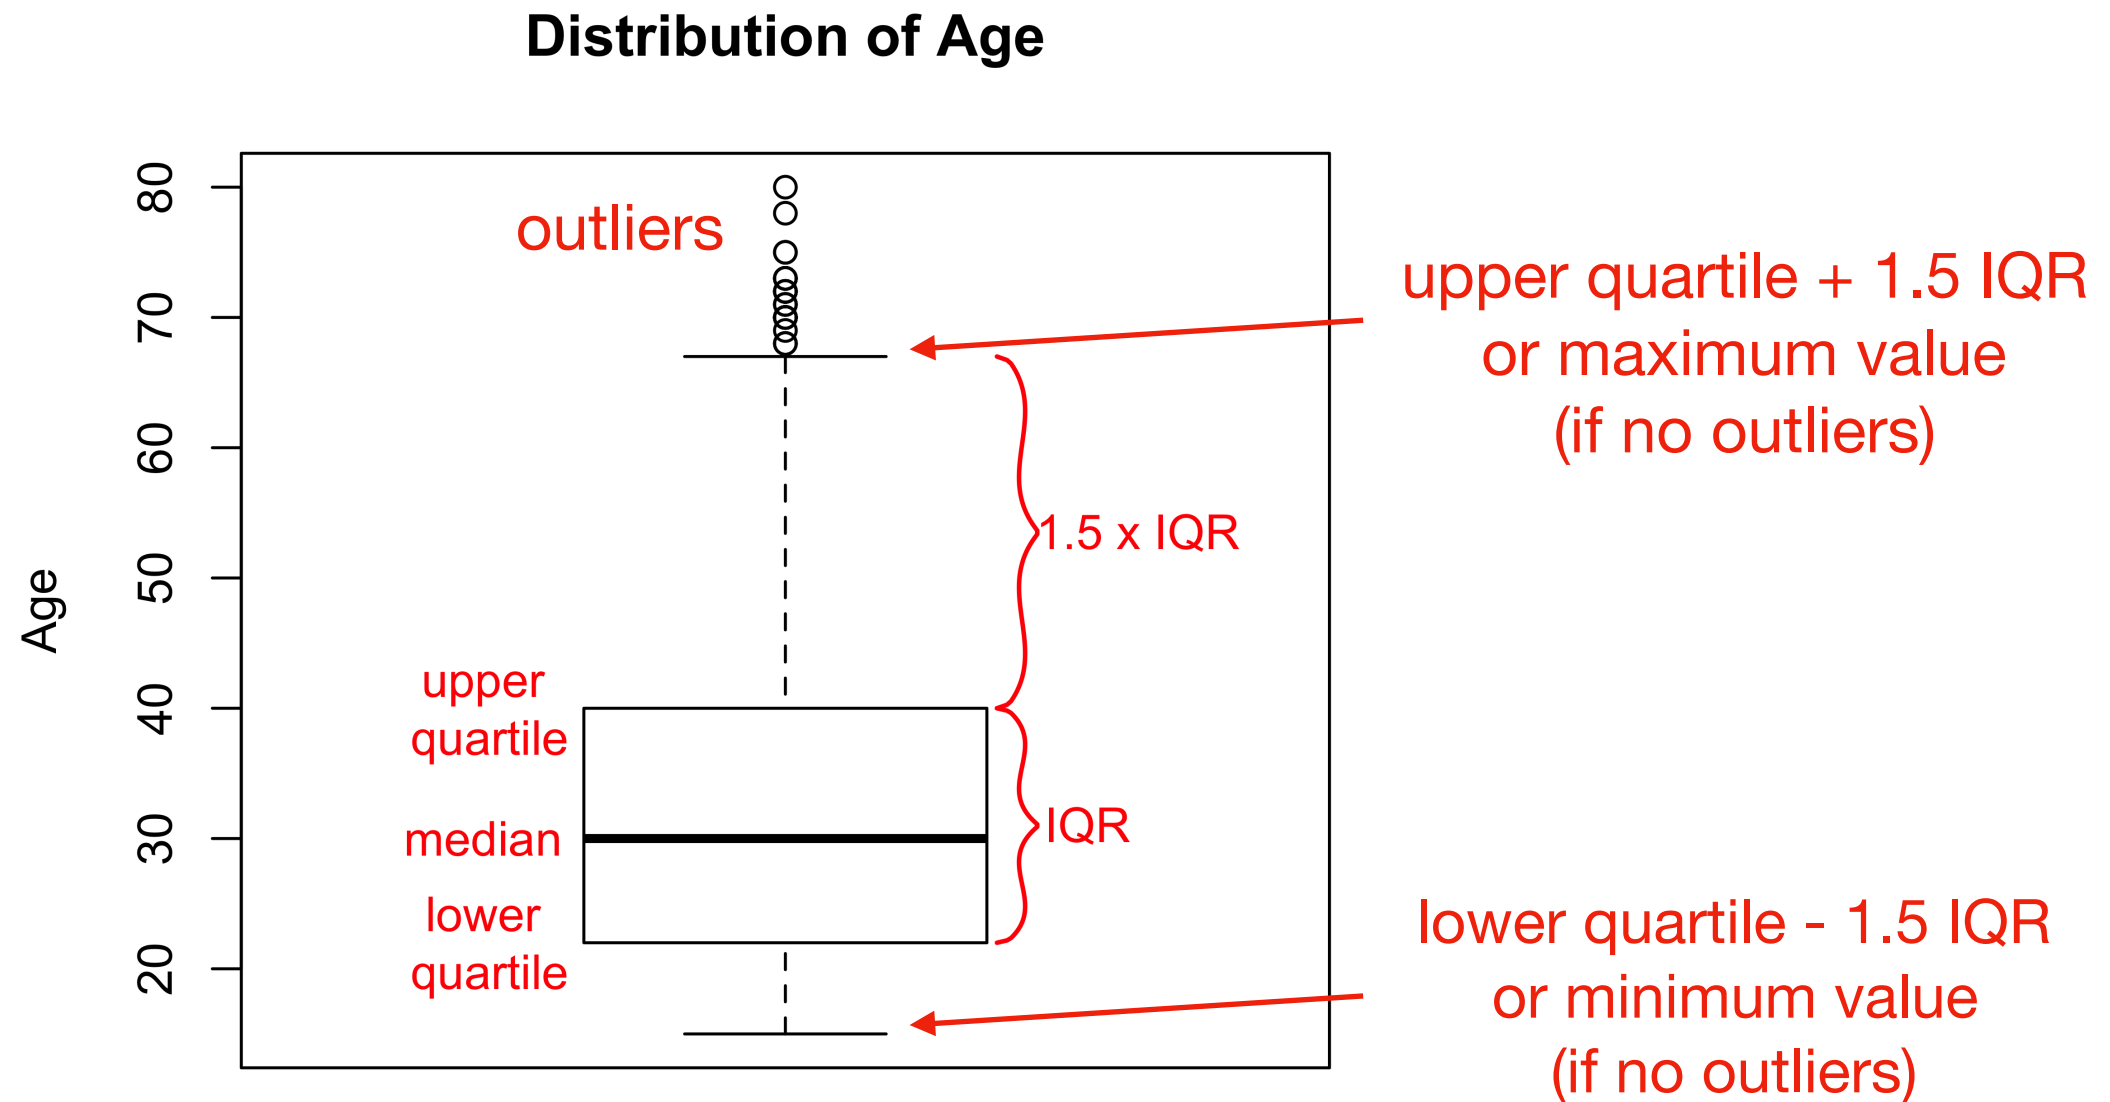 Distribution of Age
80
70
60
50
40
30
20
Age
outliers
upper quartile + 1.5 IQR
or maximum value
(if no outliers)
1.5 x IQR
upper
quartile
median
IQR
lower
quartile
lower quartile - 1.5 IQR
or minimum value
(if no outliers)